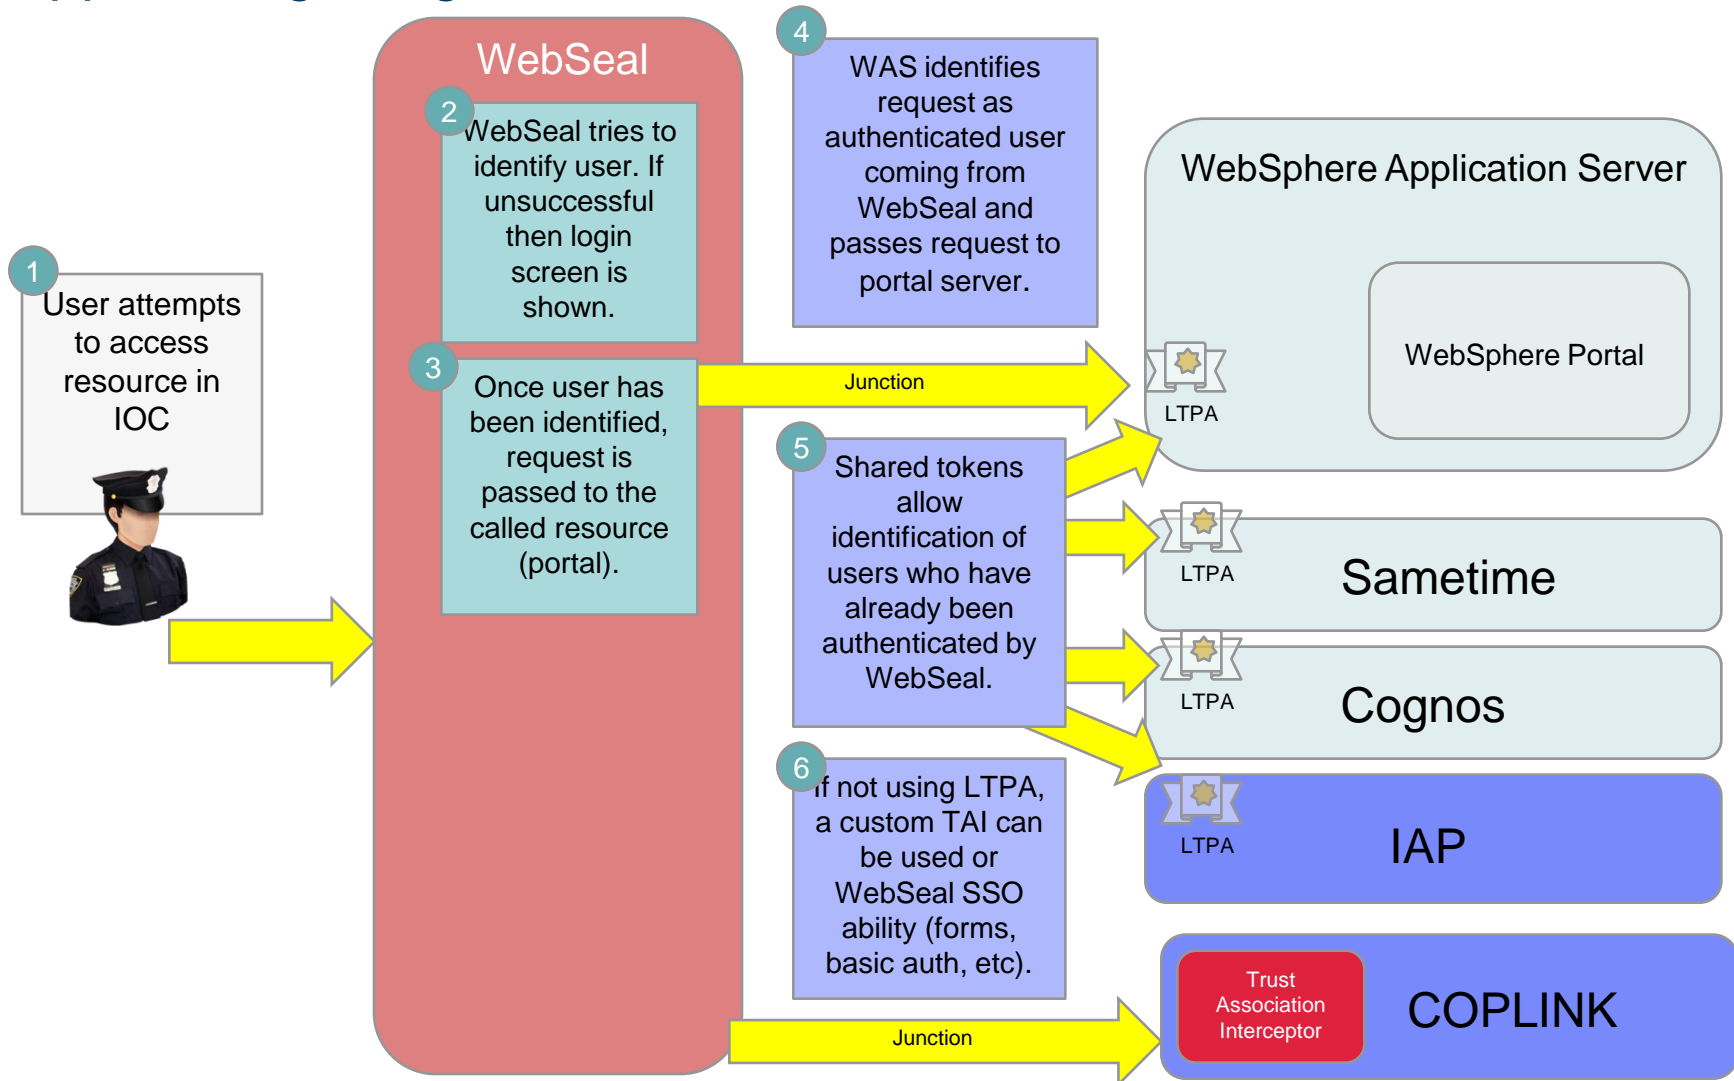 WebSeal
1
User attempts
to access
resource in
IOC
2
WebSeal tries to
identify user. If
unsuccessful
then login
screen is
shown.
3
Once user has
been identified,
request is
passed to the
called resource
(portal).
4
WAS identifies
request as
authenticated user
coming from
WebSeal and
passes request to
portal server.
Junction
5
Shared tokens
allow
identification of
users who have
already been
authenticated by
WebSeal.
6
If not using LTPA,
a custom TAI can
be used or
WebSeal SSO
ability (forms,
basic auth, etc).
Junction
WebSphere Application Server
WebSphere Portal
LTPA
LTPA
Sametime
LTPA
Cognos
LTPA
IAP
Trust
Association
Interceptor
COPLINK